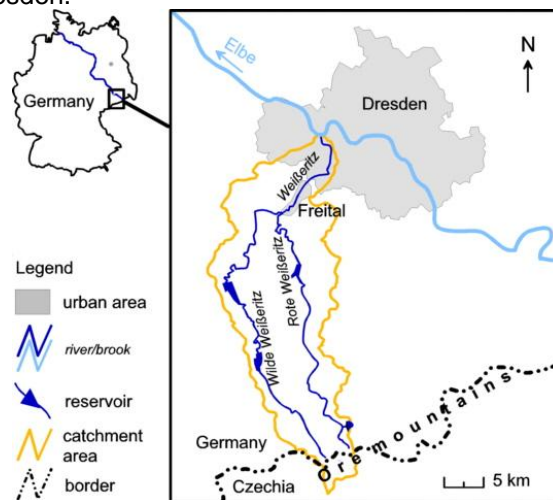 esden.
Germany
Elbe
N
Dresden
Weißeritz
Freital
Rote Weißeritz
Wilde Weißeritz
Legend
urban area
river/brook
reservoir
catchment
area
border
Germany
Czechia
Ore mountains
5 km